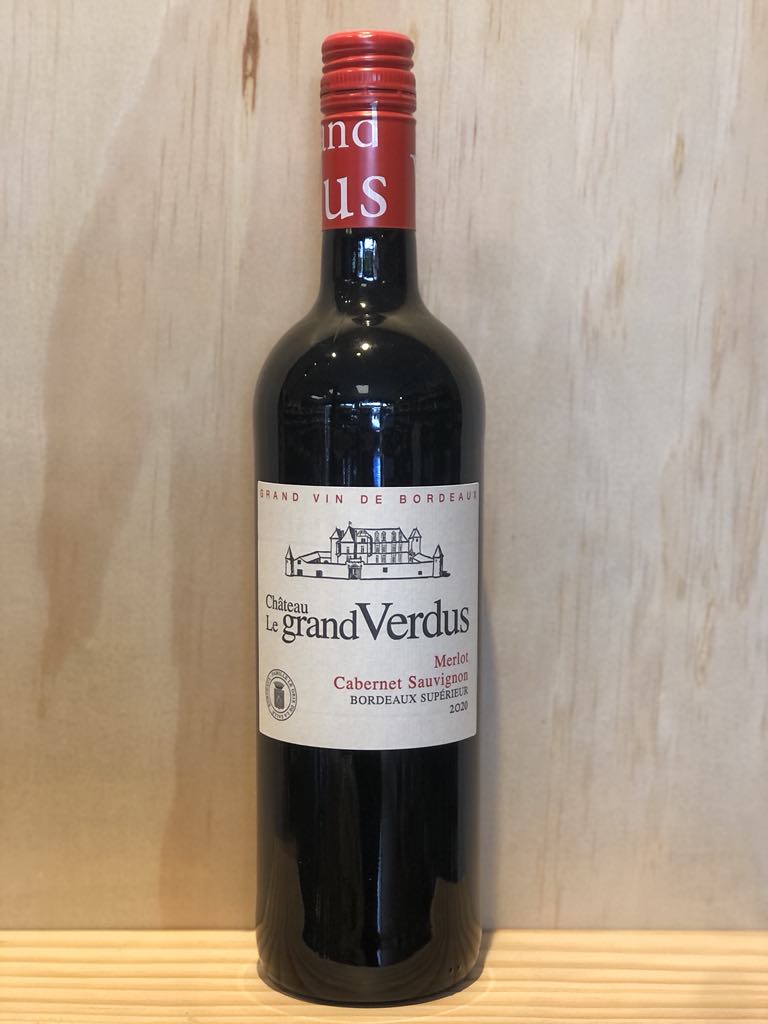 and
us
GRAND VIN DE BORDEAUX
Château
Le grand Verdus
Merlot
Cabernet Sauvignon
BORDEAUX SUPÉRIEUR
2020